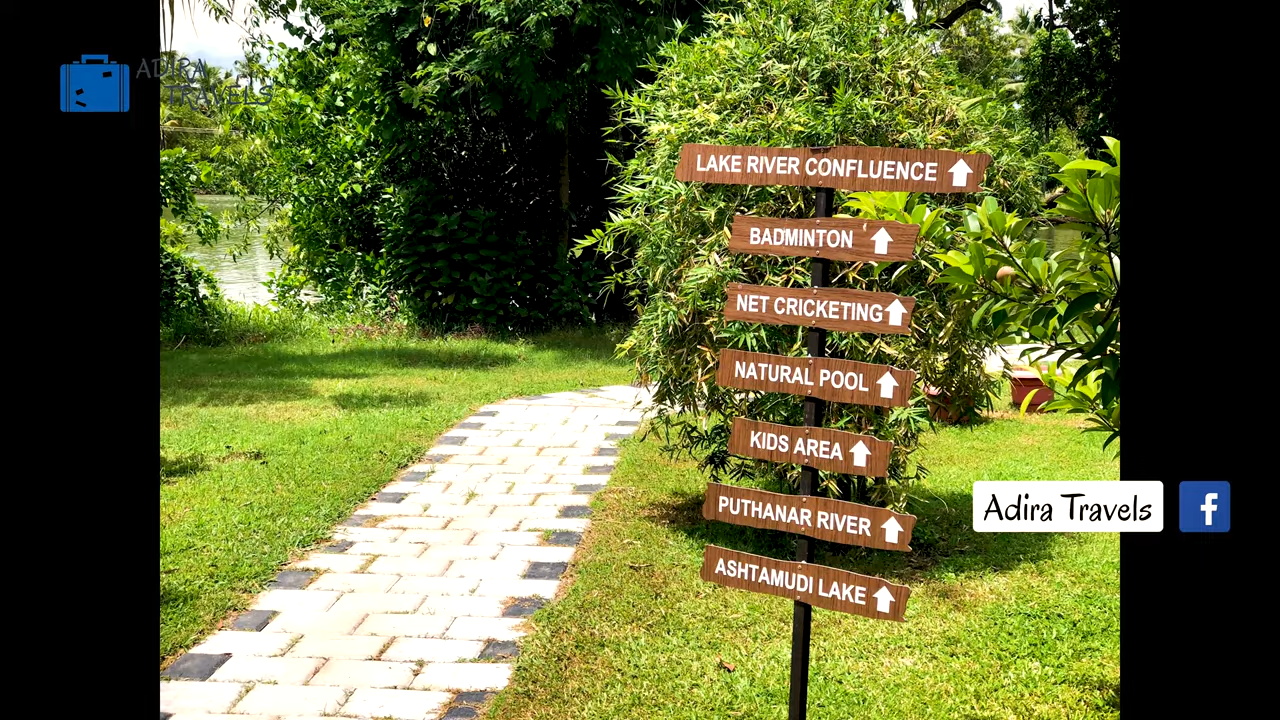 ADIRA
TRAVELS
LAKE RIVER CONFLUENCE
BADMINTON
NET CRICKETING
NATURAL POOL
KIDS AREA
PUTHANAR RIVER
ASHTAMUDI LAKE
Adira Travels
f